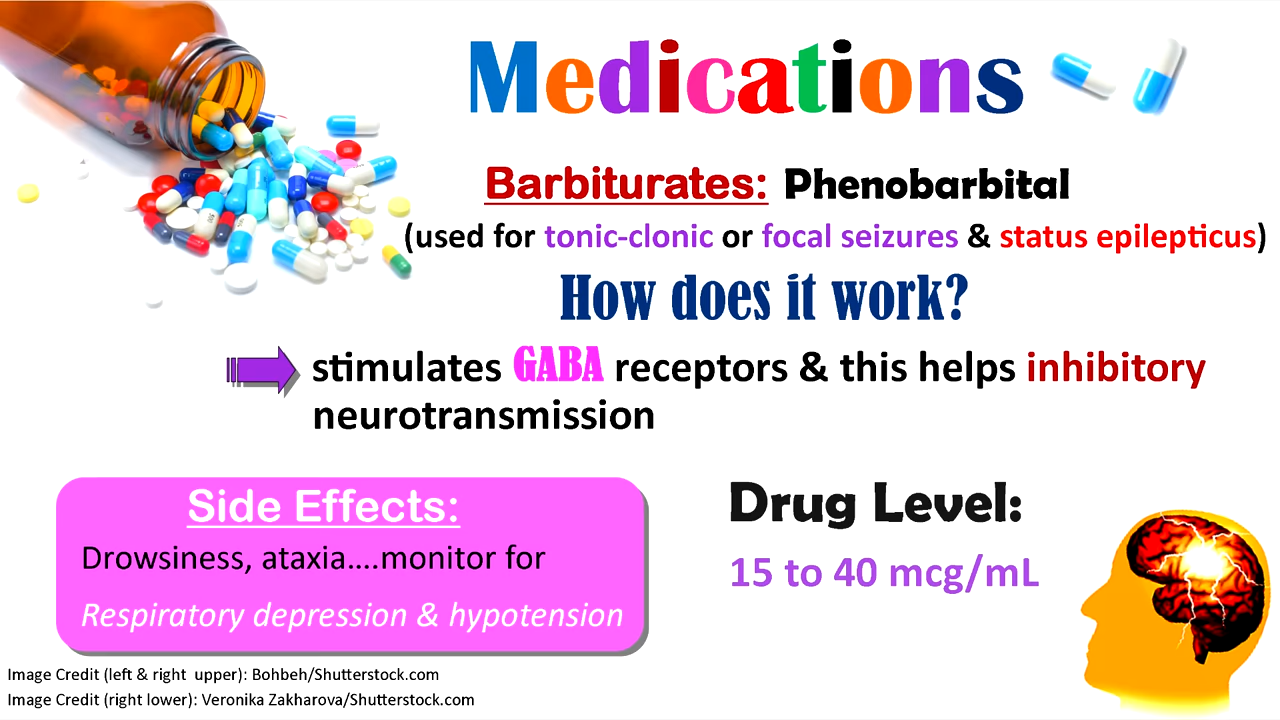 Medications
Barbiturates: Phenobarbital
(used for tonic-clonic or focal seizures & status epilepticus)
How does it work?
stimulates GABA receptors & this helps inhibitory
neurotransmission
Side Effects:
Drowsiness, ataxia....monitor for
Respiratory depression & hypotension
Drug Level:
15 to 40 mcg/mL
Image Credit (left & right upper): Bohbeh/Shutterstock.com
Image Credit (right lower): Veronika Zakharova/Shutterstock.com